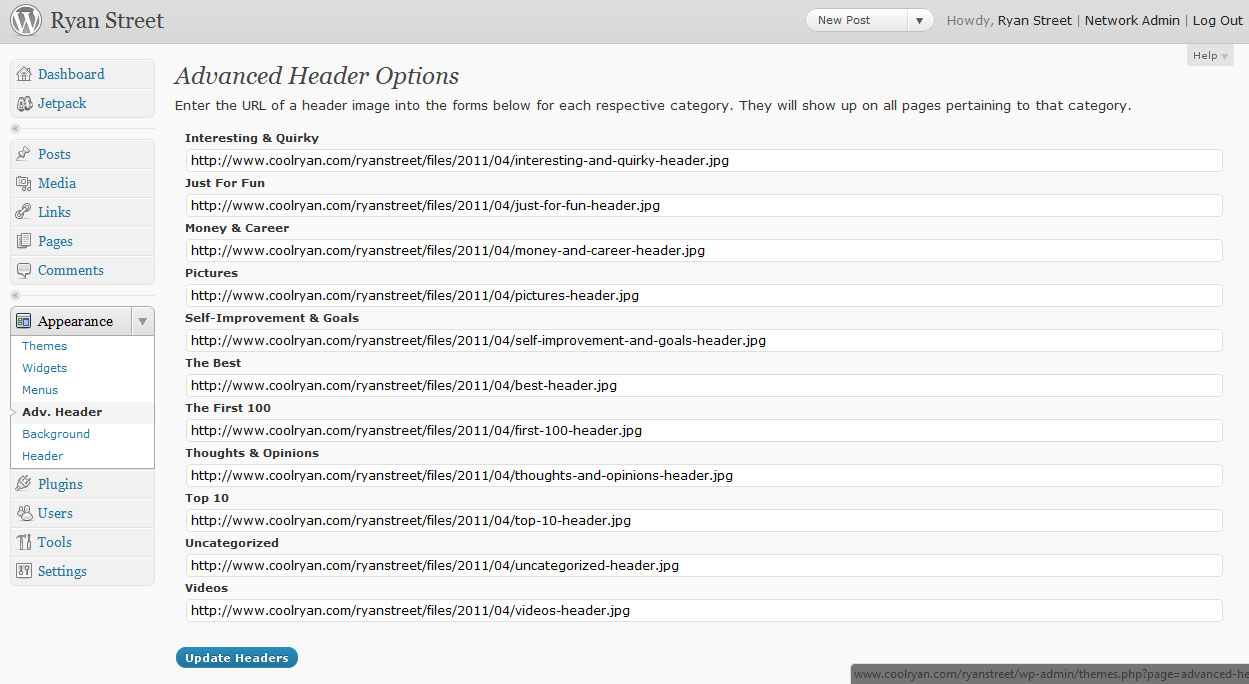 Ryan Street
New Post
Howdy, Ryan Street | Network Admin | Log Out
Help
Dashboard
Jetpack
Posts
Media
Links
Pages
Comments
Appearance
Themes
Widgets
Menus
Adv. Header
Background
Header
Plugins
Users
Tools
Settings
Advanced Header Options
Enter the URL of a header image into the forms below for each respective category. They will show up on all pages pertaining to that category.
Interesting & Quirky
http://www.coolryan.com/ryanstreet/files/2011/04/interesting-and-quirky-header.jpg
Just For Fun
http://www.coolryan.com/ryanstreet/files/2011/04/just-for-fun-header.jpg
Money & Career
http://www.coolryan.com/ryanstreet/files/2011/04/money-and-career-header.jpg
Pictures
http://www.coolryan.com/ryanstreet/files/2011/04/pictures-header.jpg
Self-Improvement & Goals
http://www.coolryan.com/ryanstreet/files/2011/04/self-improvement-and-goals-header.jpg
The Best
http://www.coolryan.com/ryanstreet/files/2011/04/best-header.jpg
The First 100
http://www.coolryan.com/ryanstreet/files/2011/04/first-100-header.jpg
Thoughts & Opinions
http://www.coolryan.com/ryanstreet/files/2011/04/thoughts-and-opinions-header.jpg
Top 10
http://www.coolryan.com/ryanstreet/files/2011/04/top-10-header.jpg
Uncategorized
http://www.coolryan.com/ryanstreet/files/2011/04/uncategorized-header.jpg
Videos
http://www.coolryan.com/ryanstreet/files/2011/04/videos-header.jpg
Update Headers
www.coolryan.com/ryanstreet/wp-admin/themes.php?page=advanced-he